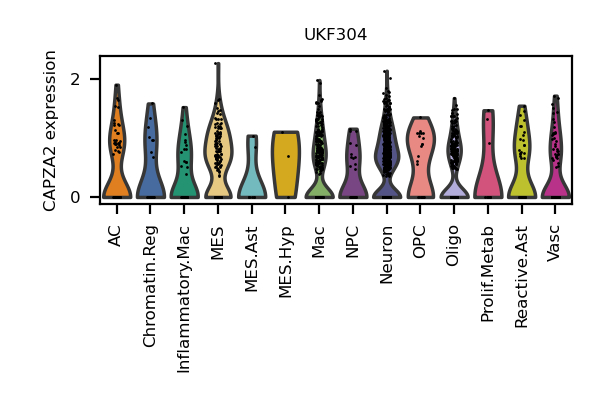 UKF304
CAPZA2 expression
2
0
AC
Chromatin.Reg
Inflammatory.Mac
MES
MES.Ast
MES.Hyp
Mac
NPC
Neuron
OPC
Oligo
Prolif.Metab
Reactive.Ast
Vasc